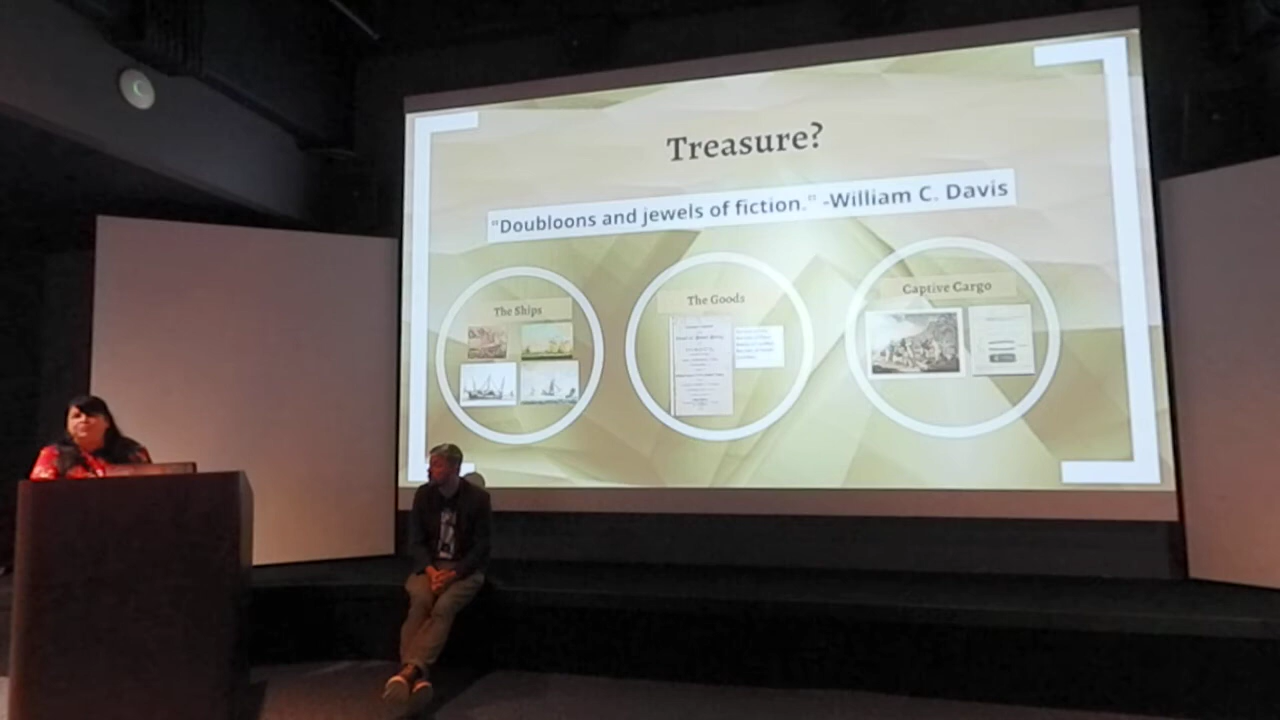 Treasure?
"Doubloons and jewels of fiction." -William C. Davis
The Ships
The Goods
Captive Cargo